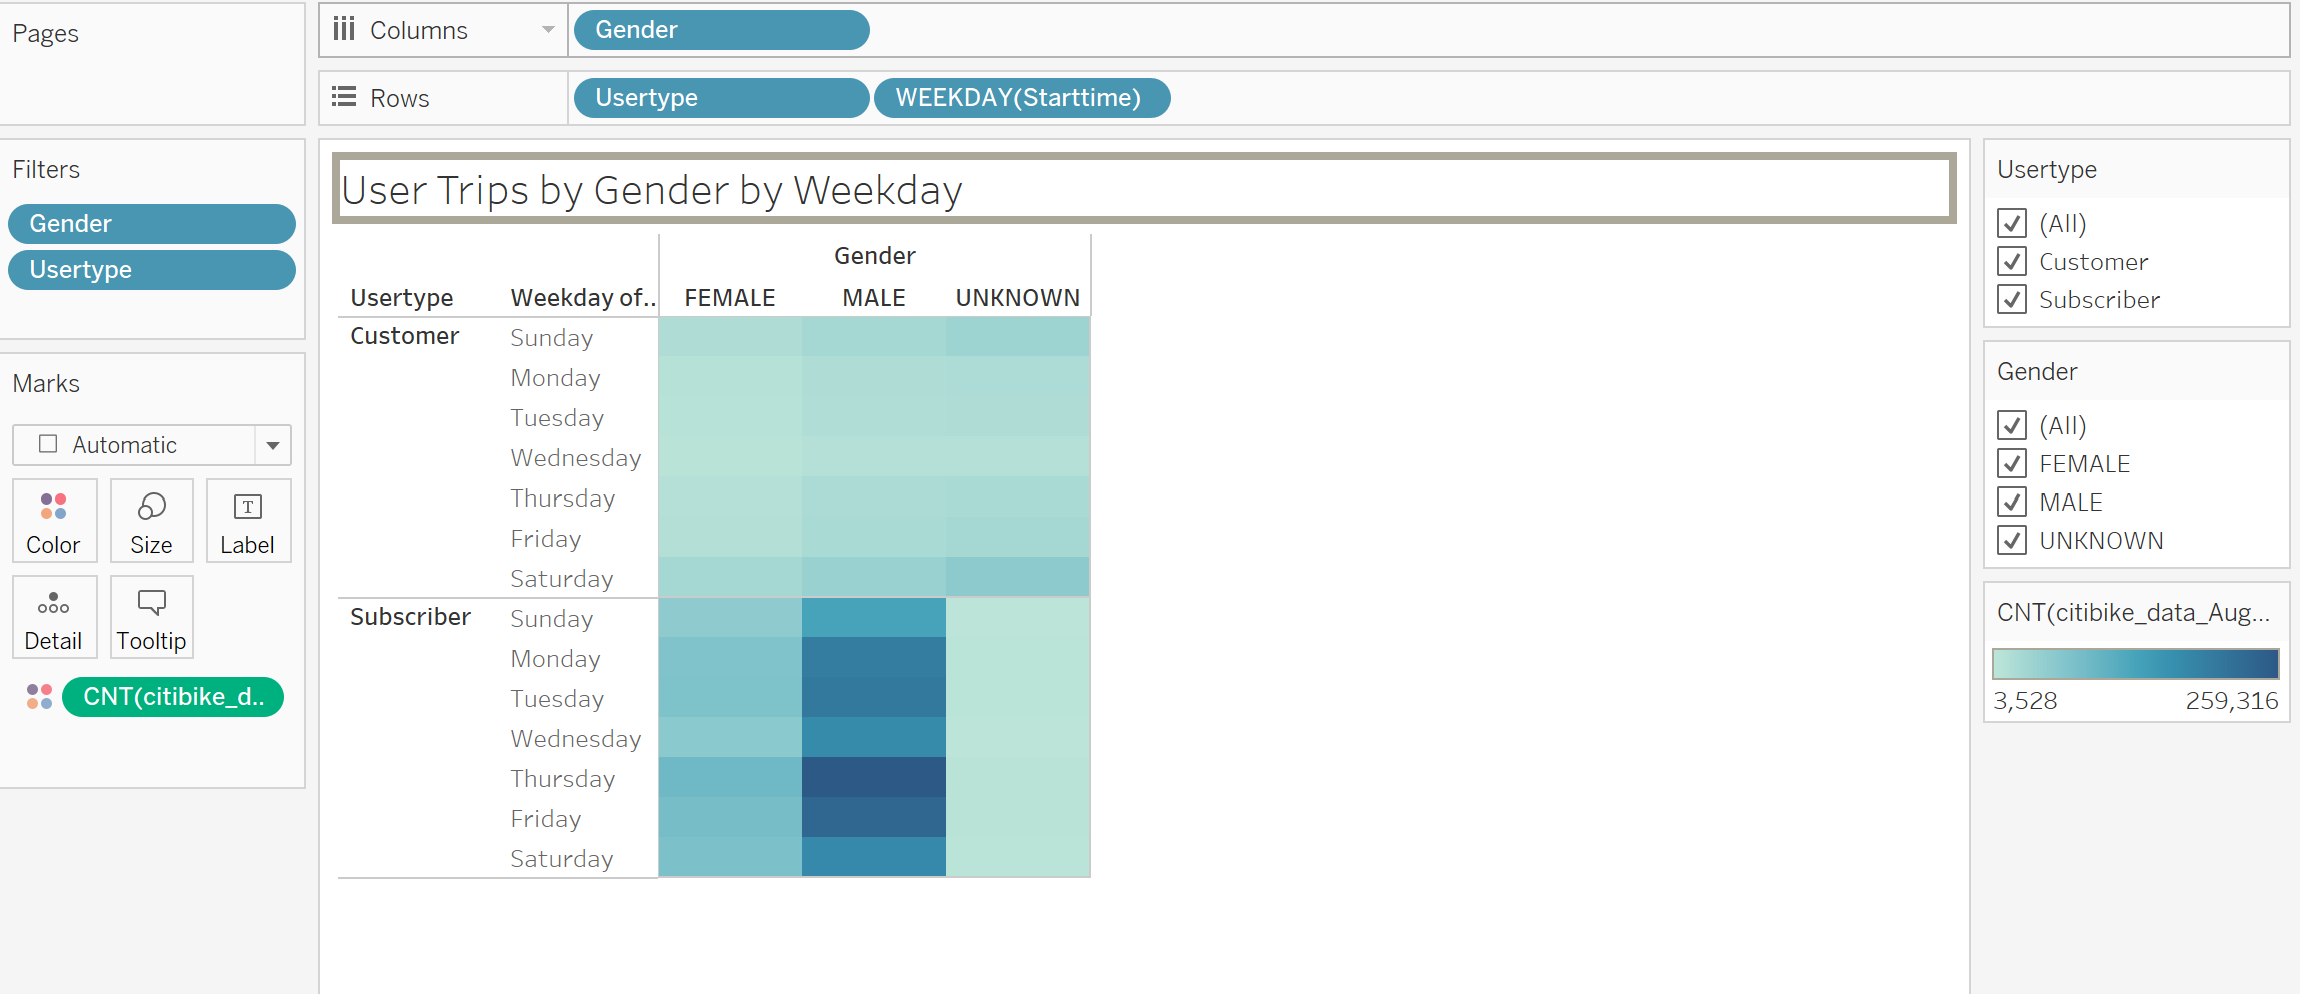 Pages
Columns
Gender
Rows
Usertype
WEEKDAY(Starttime)
Filters
Gender
Usertype
Marks
Automatic
Color
Size
T
Label
Detail
Tooltip
CNT(citibike_d..
User Trips by Gender by Weekday
Gender
Usertype Weekday of.. FEMALE MALE UNKNOWN
Customer Sunday
Monday
Tuesday
Wednesday
Thursday
Friday
Saturday
Subscriber Sunday
Monday
Tuesday
Wednesday
Thursday
Friday
Saturday
Usertype
(All)
Customer
Subscriber
Gender
(All)
FEMALE
MALE
UNKNOWN
CNT(citibike_data_Aug...
3,528 259,316